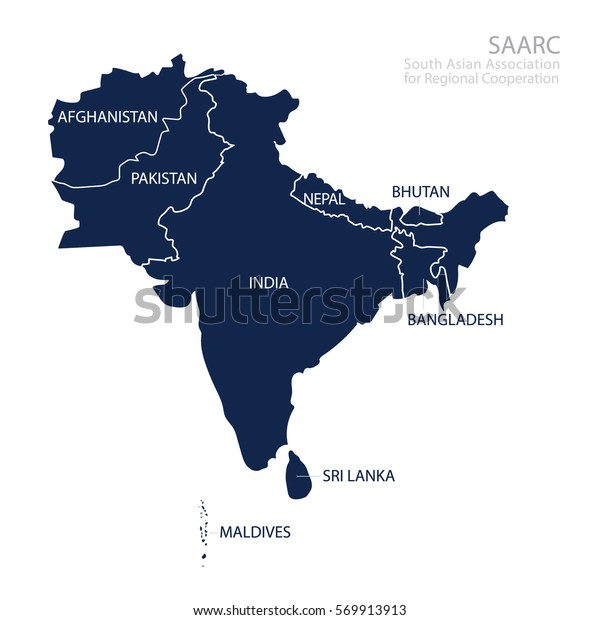 SAARC
South Asian Association
for Regional Cooperation
AFGHANISTAN
PAKISTAN
NEPAL
BHUTAN
INDIA
BANGLADESH
SRI LANKA
MALDIVES
shutterstock
shutterstock.com · 569913913